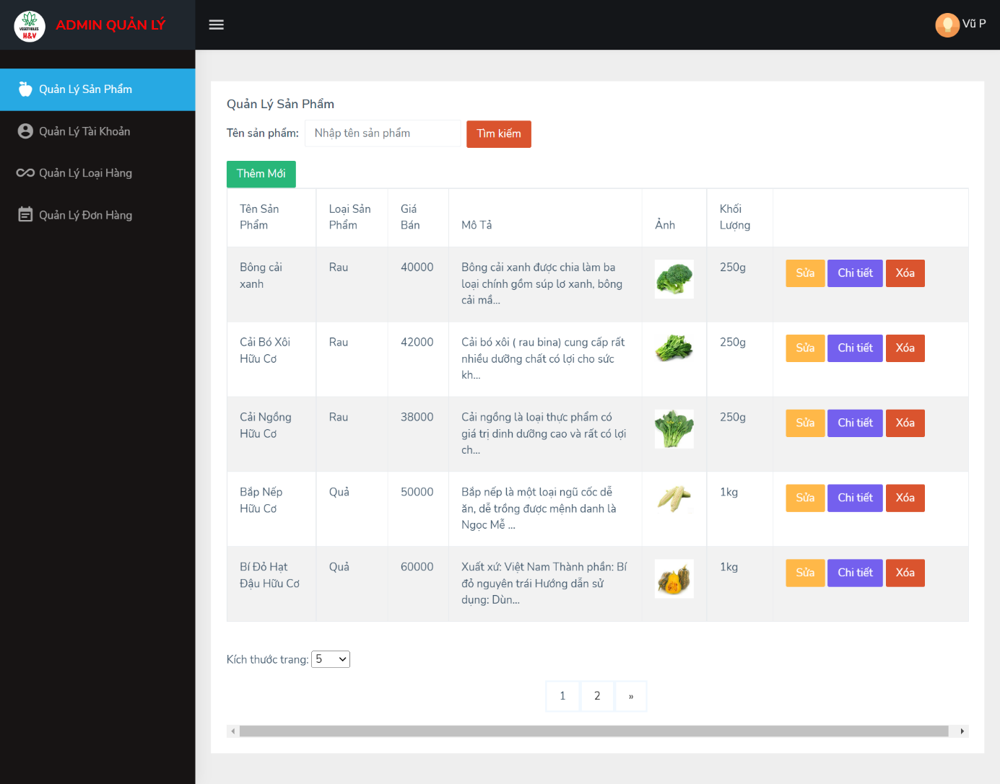 VEGETABLES
H&V
ADMIN QUẢN LÝ
Vũ P
Quản Lý Sản Phẩm
Quản Lý Tài Khoản
Quản Lý Loại Hàng
Quản Lý Đơn Hàng
Quản Lý Sản Phẩm
Tên sản phẩm: Nhập tên sản phẩm Tìm kiếm
Thêm Mới
Tên Sản
Phẩm
Loại Sản
Phẩm
Giá
Bán
Mô Tả
Ảnh
Khối
Lượng
Bông cải
xanh
Rau
40000
Bông cải xanh được chia làm ba
loại chính gồm súp lơ xanh, bông
cải mầ...
250g
Sửa Chi tiết Xóa
Cải Bó Xôi
Hữu Cơ
Rau
42000
Cải bó xôi ( rau bina) cung cấp rất
nhiều dưỡng chất có lợi cho sức
kh...
250g
Sửa Chi tiết Xóa
Cải Ngồng
Hữu Cơ
Rau
38000
Cải ngồng là loại thực phẩm có
giá trị dinh dưỡng cao và rất có lợi
ch...
250g
Sửa Chi tiết Xóa
Bắp Nếp
Hữu Cơ
Quả
50000
Bắp nếp là một loại ngũ cốc dễ
ăn, dễ trồng được mệnh danh là
Ngọc Mễ ...
1kg
Sửa Chi tiết Xóa
Bí Đỏ Hạt
Đậu Hữu Cơ
Quả
60000
Xuất xứ: Việt Nam Thành phần: Bí
đỏ nguyên trái Hướng dẫn sử
dụng: Dùn...
1kg
Sửa Chi tiết Xóa
Kích thước trang: 5
1 2 »